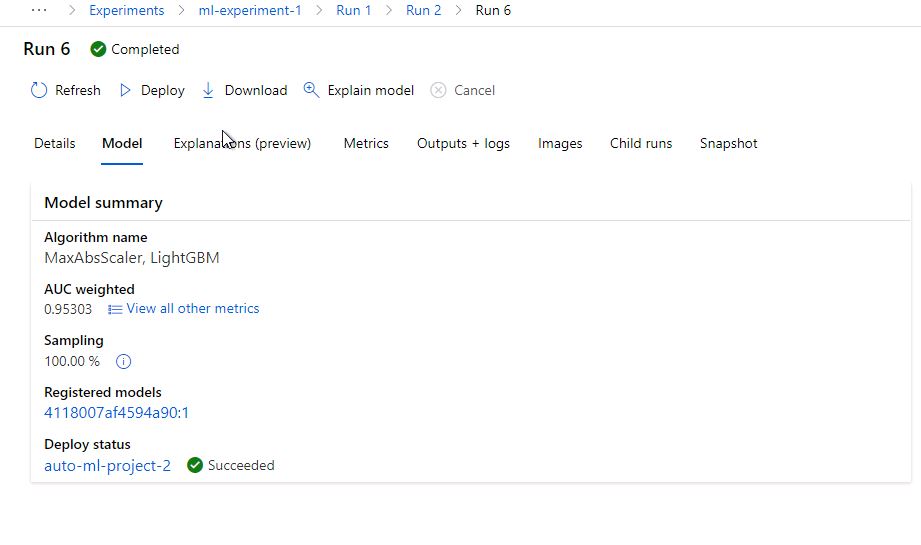 ··· > Experiments > ml-experiment-1 > Run 1 > Run 2 > Run 6
Run 6 Completed
Refresh Deploy Download Explain model Cancel
Details Model Explanations (preview) Metrics Outputs + logs Images Child runs Snapshot
Model summary
Algorithm name
MaxAbsScaler, LightGBM
AUC weighted
0.95303 View all other metrics
Sampling
100.00 %
Registered models
4118007af4594a90:1
Deploy status
auto-ml-project-2 Succeeded